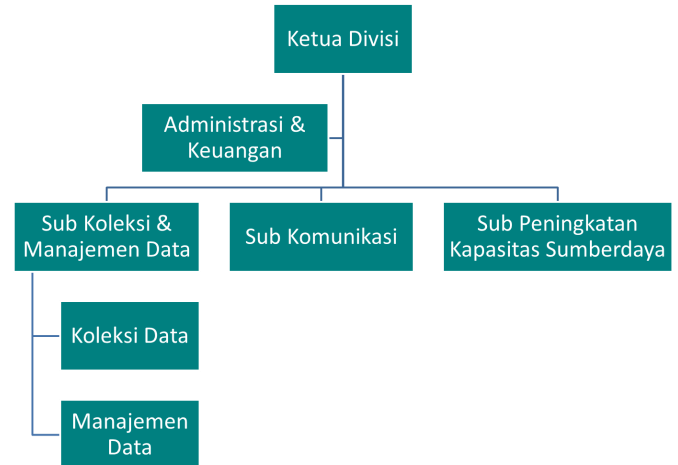 Ketua Divisi
Administrasi &
Keuangan
Sub Koleksi &
Manajemen Data
Sub Komunikasi
Sub Peningkatan
Kapasitas Sumberdaya
Koleksi Data
Manajemen
Data